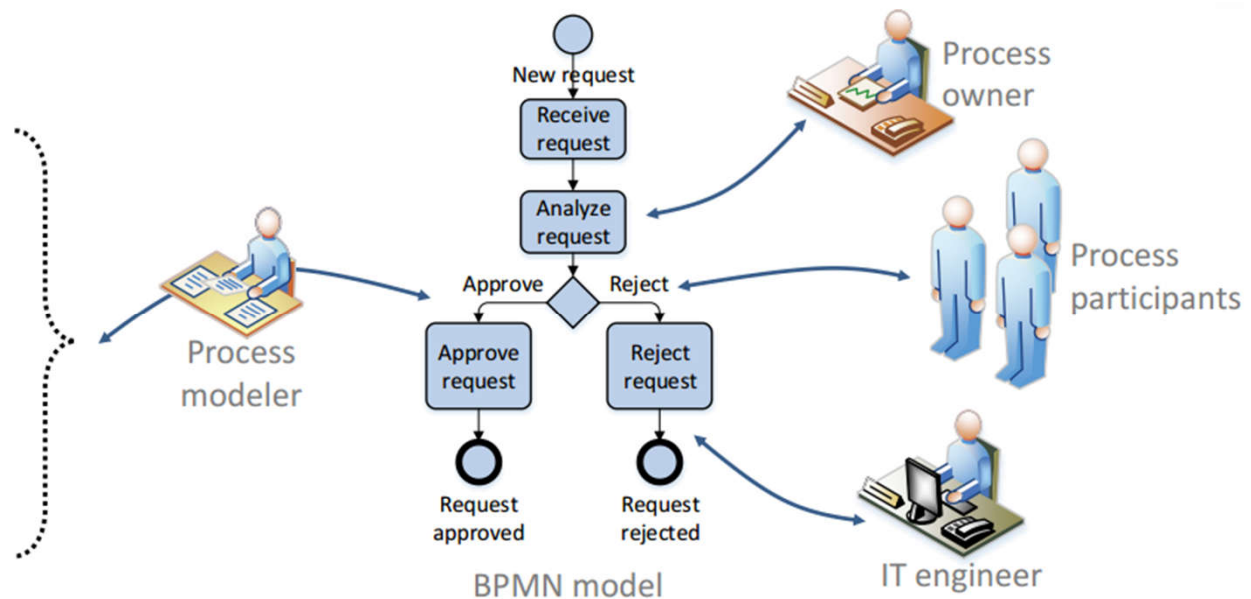 New request
Process
owner
Receive
request
Analyze
request
Process
participants
Approve
Reject
Process
modeler
Approve
request
Reject
request
Request
approved
Request
rejected
IT engineer
BPMN model